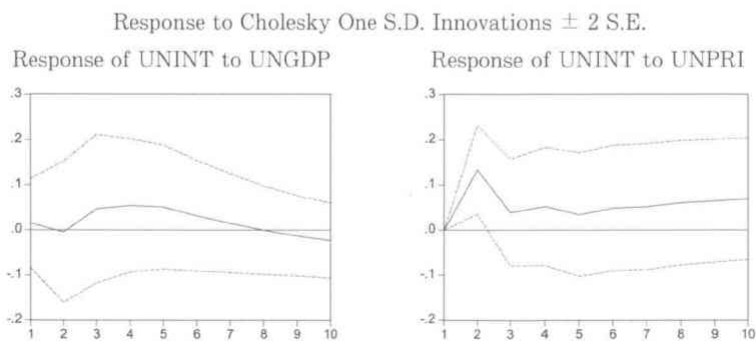 Response to Cholesky One S.D. Innovations ± 2 S.E.
Response of UNINT to UNGDP
.3
.2
.1
.0
-.1
-.2
1 2 3 4 5 6 7 8 9 10
Response of UNINT to UNPRI
.3
.2
.1
.0
-.1
-.2
1 2 3 4 5 6 7 8 9 10